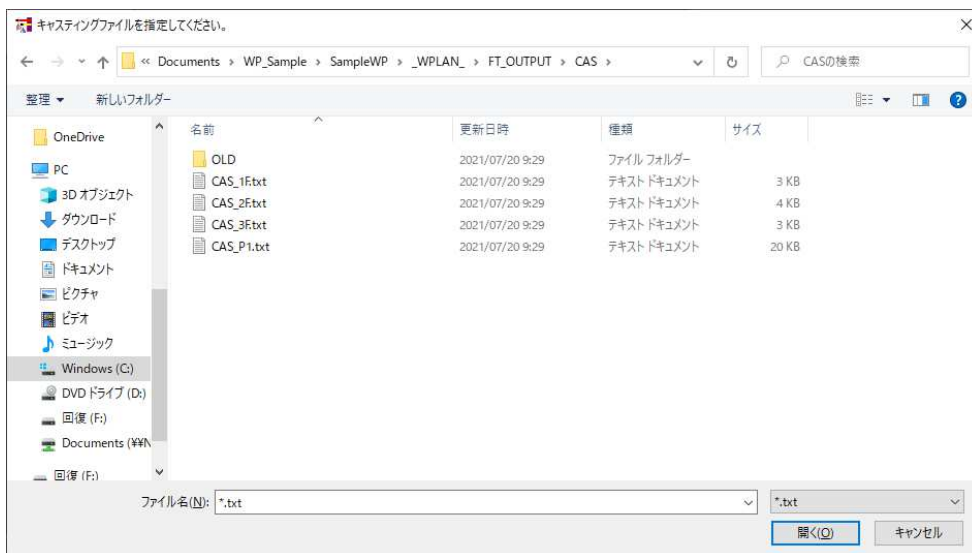 キャスティングファイルを指定してください。
« Documents › WP_Sample › SampleWP › _WPLAN_ › FT_OUTPUT › CAS ›
CASの検索
整理 新しいフォルダー
名前 更新日時 種類 サイズ
OneDrive
PC
3D オブジェクト
ダウンロード
デスクトップ
ドキュメント
ピクチャ
ビデオ
ミュージック
Windows (C:)
DVD ドライブ (D:)
回復 (F:)
Documents (¥¥N
回復 (F:)
OLD 2021/07/20 9:29 ファイル フォルダー
CAS_1F.txt 2021/07/20 9:29 テキスト ドキュメント 3 KB
CAS_2F.txt 2021/07/20 9:29 テキスト ドキュメント 4 KB
CAS_3F.txt 2021/07/20 9:29 テキスト ドキュメント 3 KB
CAS_P1.txt 2021/07/20 9:29 テキスト ドキュメント 20 KB
ファイル名(N): *.txt *.txt
開く(O) キャンセル